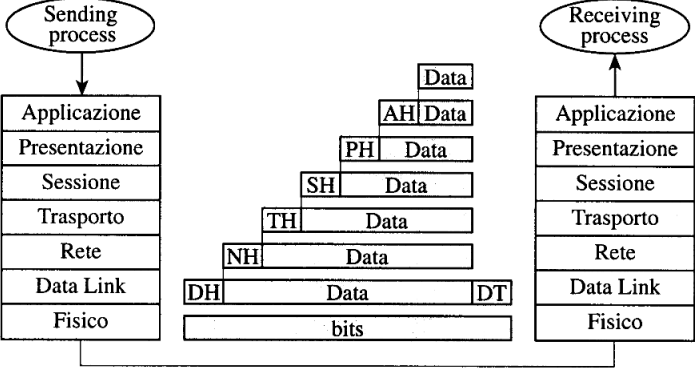 Sending
process
Receiving
process
Data
Applicazione
AH Data
Applicazione
Presentazione
PH Data
Presentazione
Sessione
SH Data
Sessione
Trasporto
TH Data
Trasporto
Rete
NH Data
Rete
Data Link
DH Data DT
Data Link
Fisico
bits
Fisico